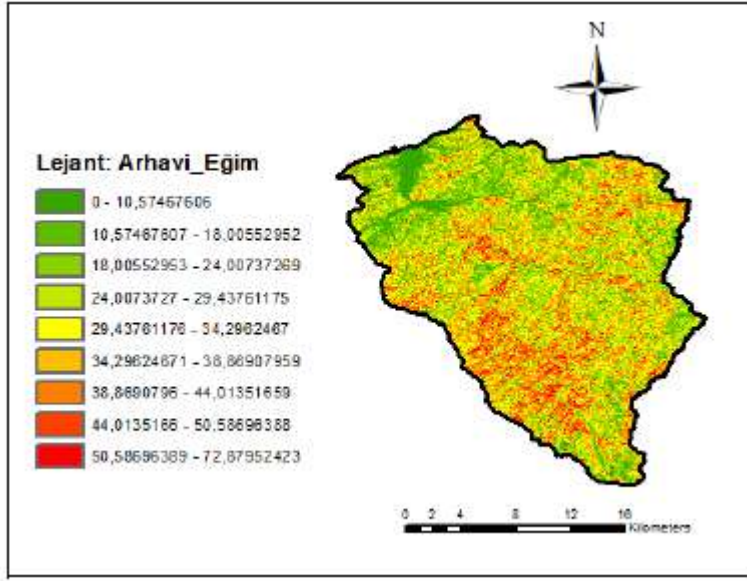 N
Lejant: Arhavi_Eğim
0 - 10,57467606
10,57467607 - 18,00552952
18,00552953 - 24,00737269
24,0073727 - 29,43761175
29,43761176 - 34,2962467
34,29624671 - 38,86907959
38,8690796 - 44,01351659
44,0135166 - 50,58696388
50,58696389 - 72,87952423
0 2 4 8 12 16
Kilometers